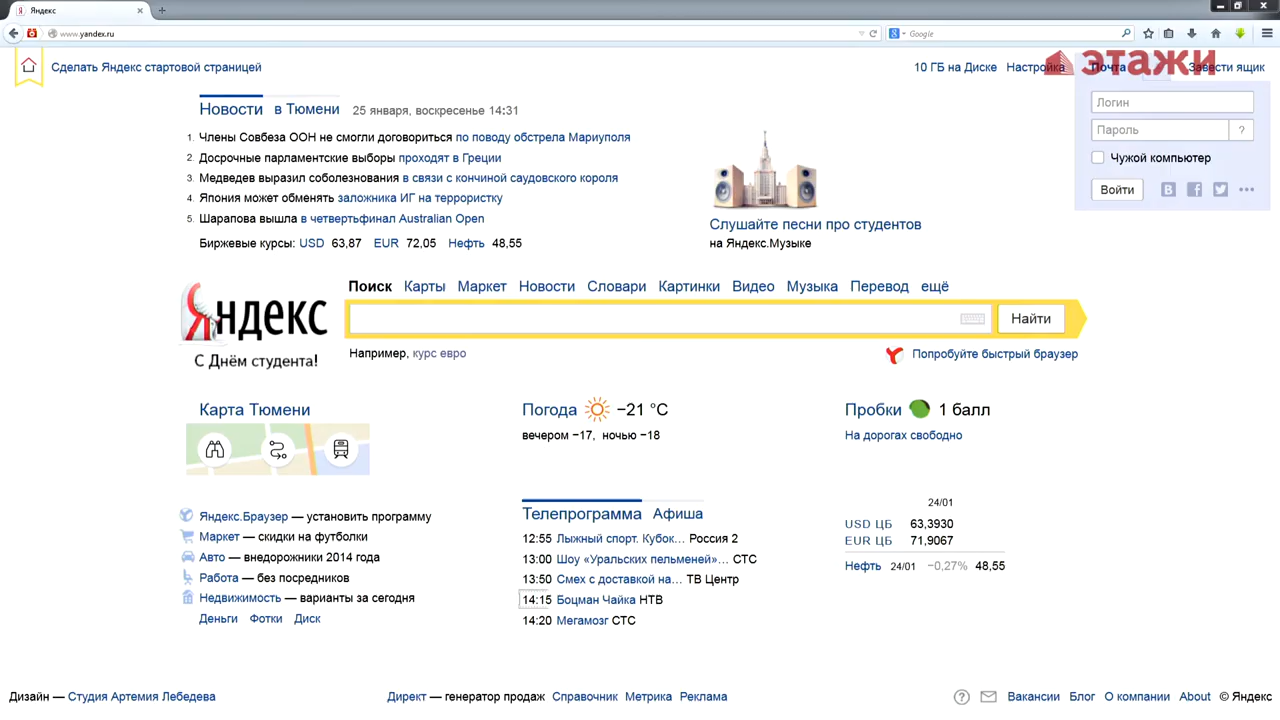 Яндекс
www.yandex.ru
Google
Сделать Яндекс стартовой страницей
10 ГБ на Диске Настройка Почта Завести ящик
этажи
Новости в Тюмени 25 января, воскресенье 14:31
1. Члены Совбеза ООН не смогли договориться по поводу обстрела Мариуполя
2. Досрочные парламентские выборы проходят в Греции
3. Медведев выразил соболезнования в связи с кончиной саудовского короля
4. Япония может обменять заложника ИГ на террористку
5. Шарапова вышла в четвертьфинал Australian Open
Биржевые курсы: USD 63,87 EUR 72,05 Нефть 48,55
Слушайте песни про студентов
на Яндекс.Музыке
Логин
Пароль ?
Чужой компьютер
Войти
Поиск Карты Маркет Новости Словари Картинки Видео Музыка Перевод ещё
Яндекс
Найти
С Днём студента!
Например, курс евро
Попробуйте быстрый браузер
Карта Тюмени
Погода −21 °C
вечером −17, ночью −18
Пробки 1 балл
На дорогах свободно
Яндекс.Браузер — установить программу
Маркет — скидки на футболки
Авто — внедорожники 2014 года
Работа — без посредников
Недвижимость — варианты за сегодня
Деньги Фотки Диск
Телепрограмма Афиша
12:55 Лыжный спорт. Кубок... Россия 2
13:00 Шоу «Уральских пельменей»... СТС
13:50 Смех с доставкой на... ТВ Центр
14:15 Боцман Чайка НТВ
14:20 Мегамозг СТС
24/01
USD ЦБ 63,3930
EUR ЦБ 71,9067
Нефть 24/01 −0,27% 48,55
Дизайн — Студия Артемия Лебедева
Директ — генератор продаж Справочник Метрика Реклама
? Вакансии Блог О компании About © Яндекс